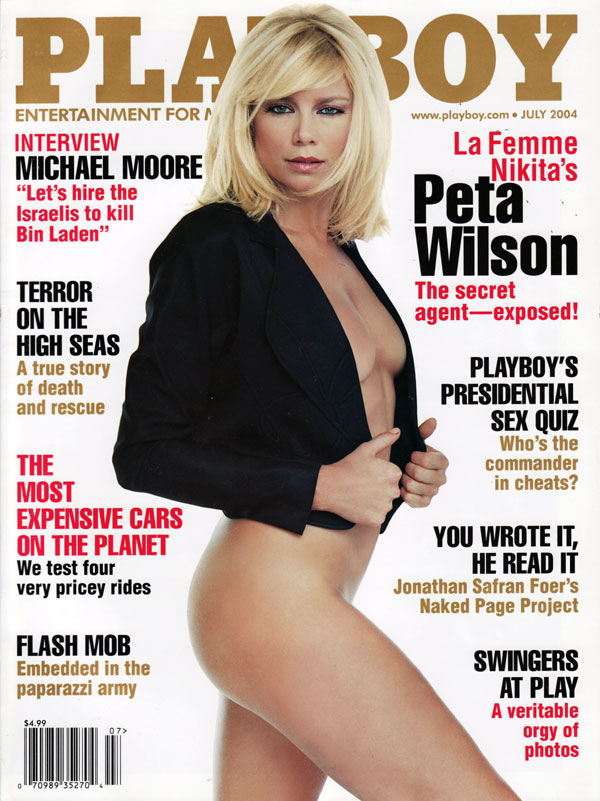 PLAYBOY
ENTERTAINMENT FOR M
www.playboy.com • JULY 2004
INTERVIEW
MICHAEL MOORE
“Let’s hire the
Israelis to kill
Bin Laden”
TERROR
ON THE
HIGH SEAS
A true story
of death
and rescue
THE
MOST
EXPENSIVE CARS
ON THE PLANET
We test four
very pricey rides
FLASH MOB
Embedded in the
paparazzi army
$4.99
07>
0 70989 35270 4
La Femme
Nikita’s
Peta
Wilson
The secret
agent—exposed!
PLAYBOY’S
PRESIDENTIAL
SEX QUIZ
Who’s the
commander
in cheats?
YOU WROTE IT,
HE READ IT
Jonathan Safran Foer’s
Naked Page Project
SWINGERS
AT PLAY
A veritable
orgy of
photos